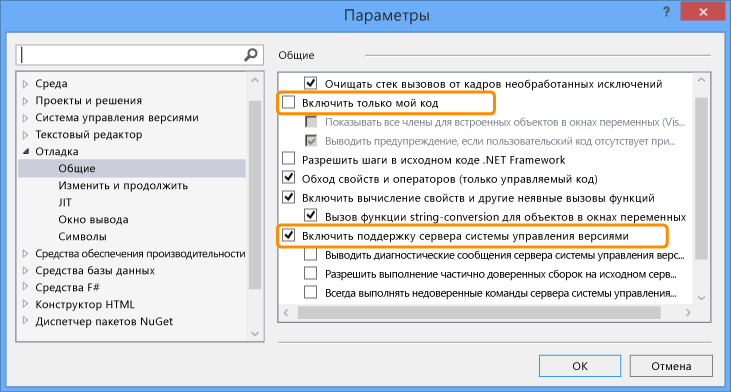 Параметры
Среда
Проекты и решения
Система управления версиями
Текстовый редактор
Отладка
Общие
Изменить и продолжить
JIT
Окно вывода
Символы
Средства обеспечения производительности
Средства базы данных
Средства F#
Конструктор HTML
Диспетчер пакетов NuGet
Общие
Очищать стек вызовов от кадров необработанных исключений
Включить только мой код
Показывать все члены для встроенных объектов в окнах переменных (Vis...
Выводить предупреждение, если пользовательский код отсутствует при...
Разрешить шаги в исходном коде .NET Framework
Обход свойств и операторов (только управляемый код)
Включить вычисление свойств и другие неявные вызовы функций
Вызов функции string-conversion для объектов в окнах переменных
Включить поддержку сервера системы управления версиями
Выводить диагностические сообщения сервера системы управления верс...
Разрешить выполнение частично доверенных сборок на исходном серв...
Всегда выполнять недоверенные команды сервера системы управления...
OK
Отмена